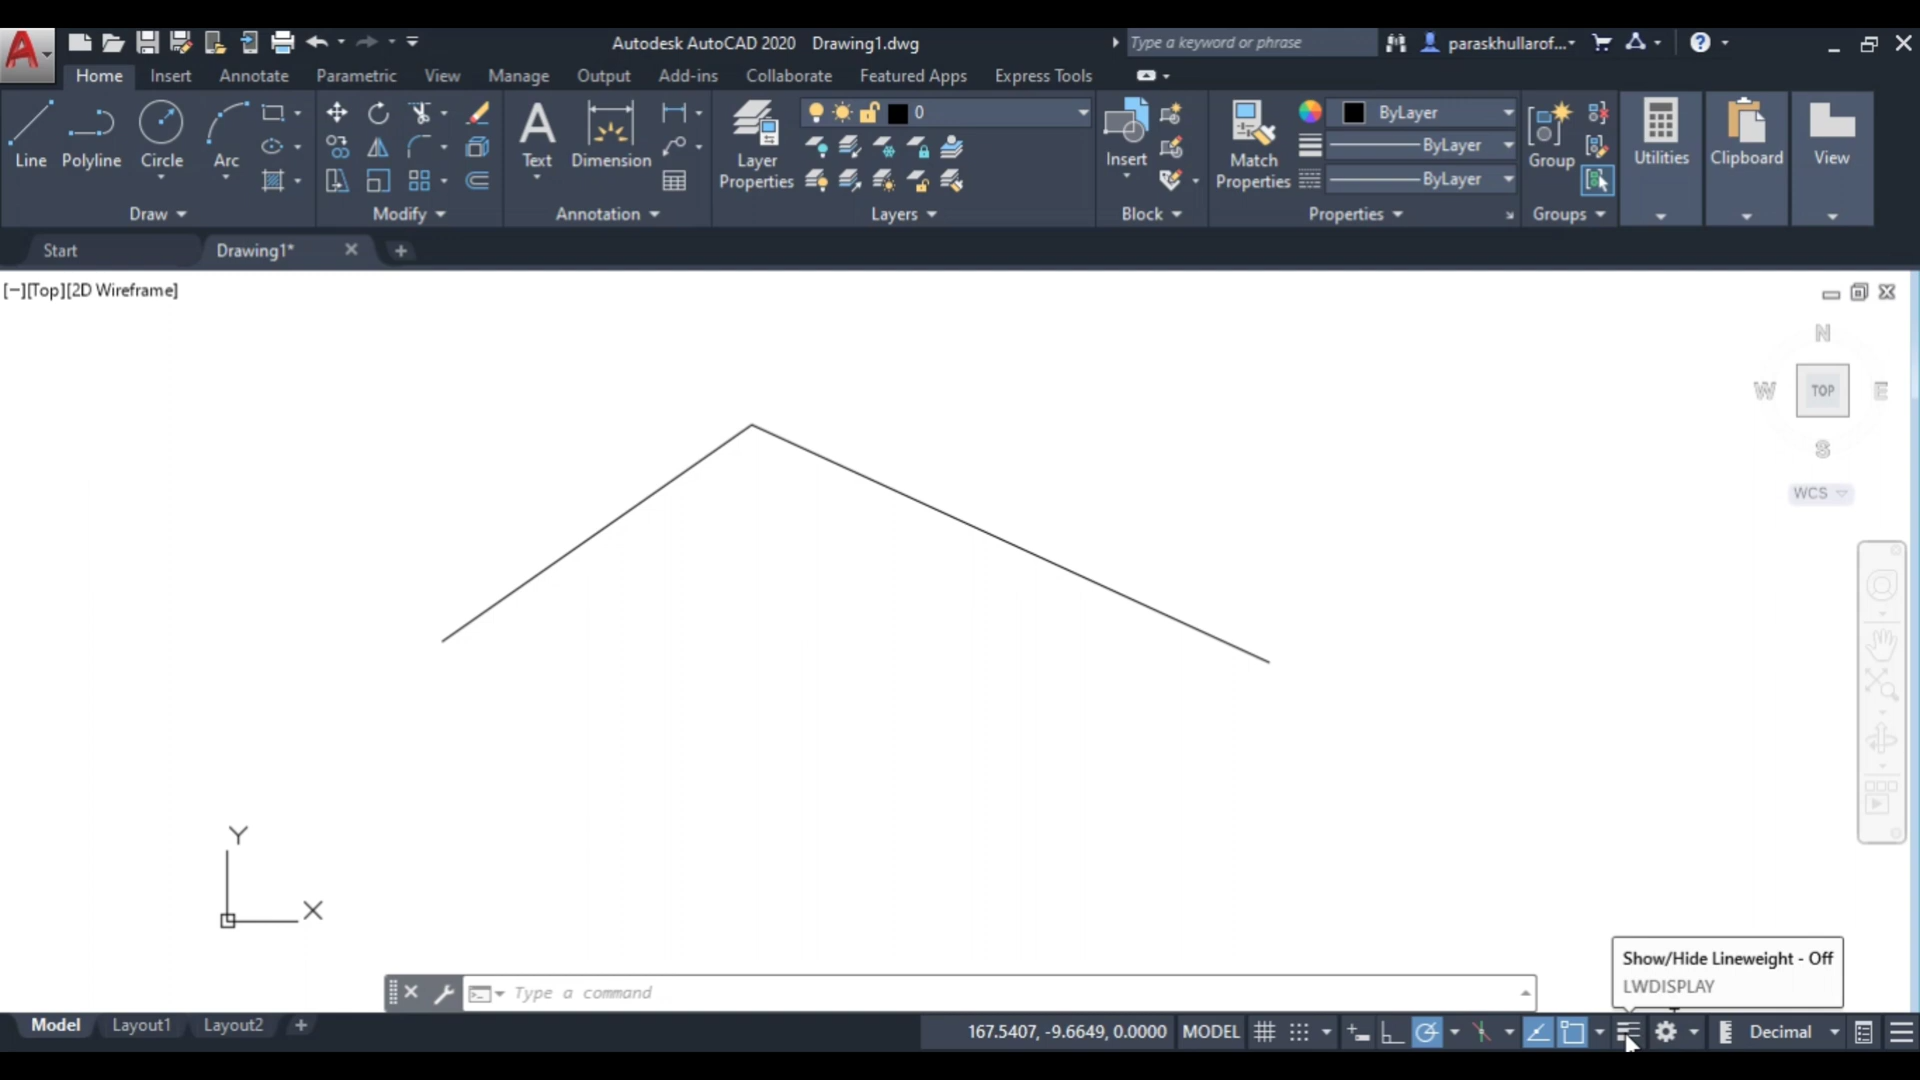 Autodesk AutoCAD 2020 Drawing1.dwg
Type a keyword or phrase
paraskhullarof...
Home Insert Annotate Parametric View Manage Output Add-ins Collaborate Featured Apps Express Tools
Line Polyline Circle Arc
Text Dimension
Layer Properties
0
Insert
Match Properties
ByLayer
ByLayer
ByLayer
Group
Utilities
Clipboard
View
Draw Modify Annotation Layers Block Properties Groups
Start Drawing1*
[−][Top][2D Wireframe]
N
W TOP E
S
WCS
Y
X
Show/Hide Lineweight - Off
LWDISPLAY
Type a command
Model Layout1 Layout2
167.5407, -9.6649, 0.0000 MODEL Decimal